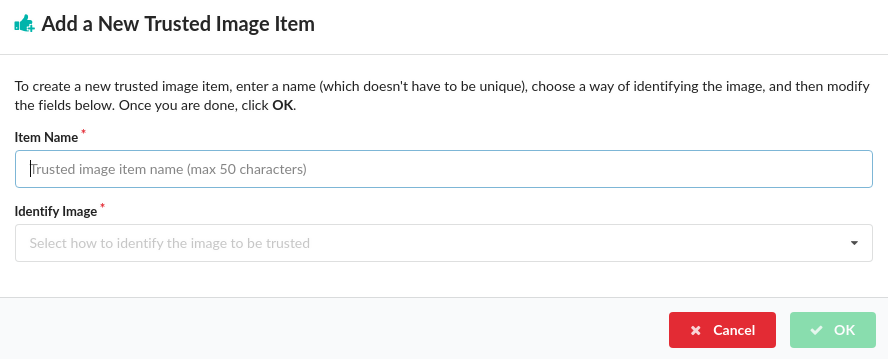 Add a New Trusted Image Item
To create a new trusted image item, enter a name (which doesn't have to be unique), choose a way of identifying the image, and then modify
the fields below. Once you are done, click OK.
Item Name *
Trusted image item name (max 50 characters)
Identify Image *
Select how to identify the image to be trusted
Cancel OK